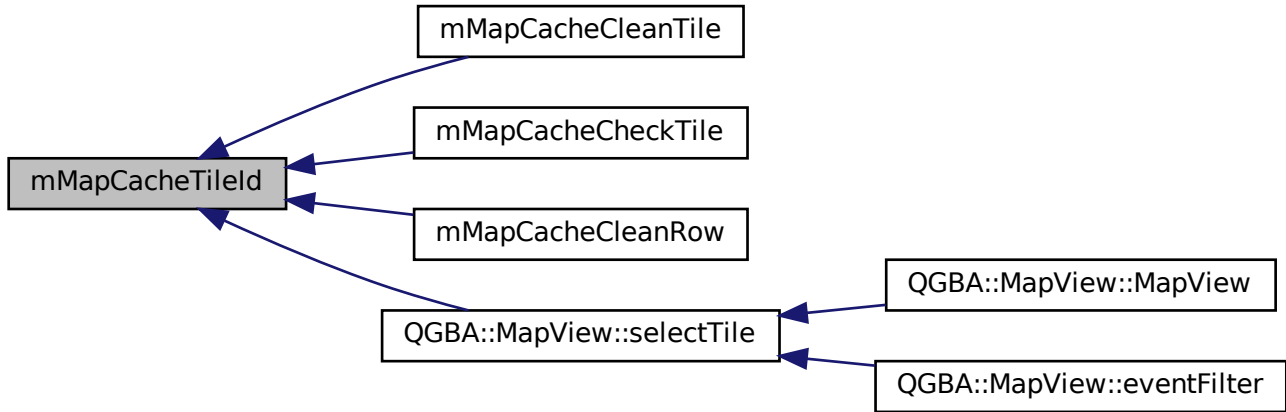 mMapCacheCleanTile
mMapCacheCheckTile
mMapCacheTileId
mMapCacheCleanRow
QGBA::MapView::MapView
QGBA::MapView::selectTile
QGBA::MapView::eventFilter